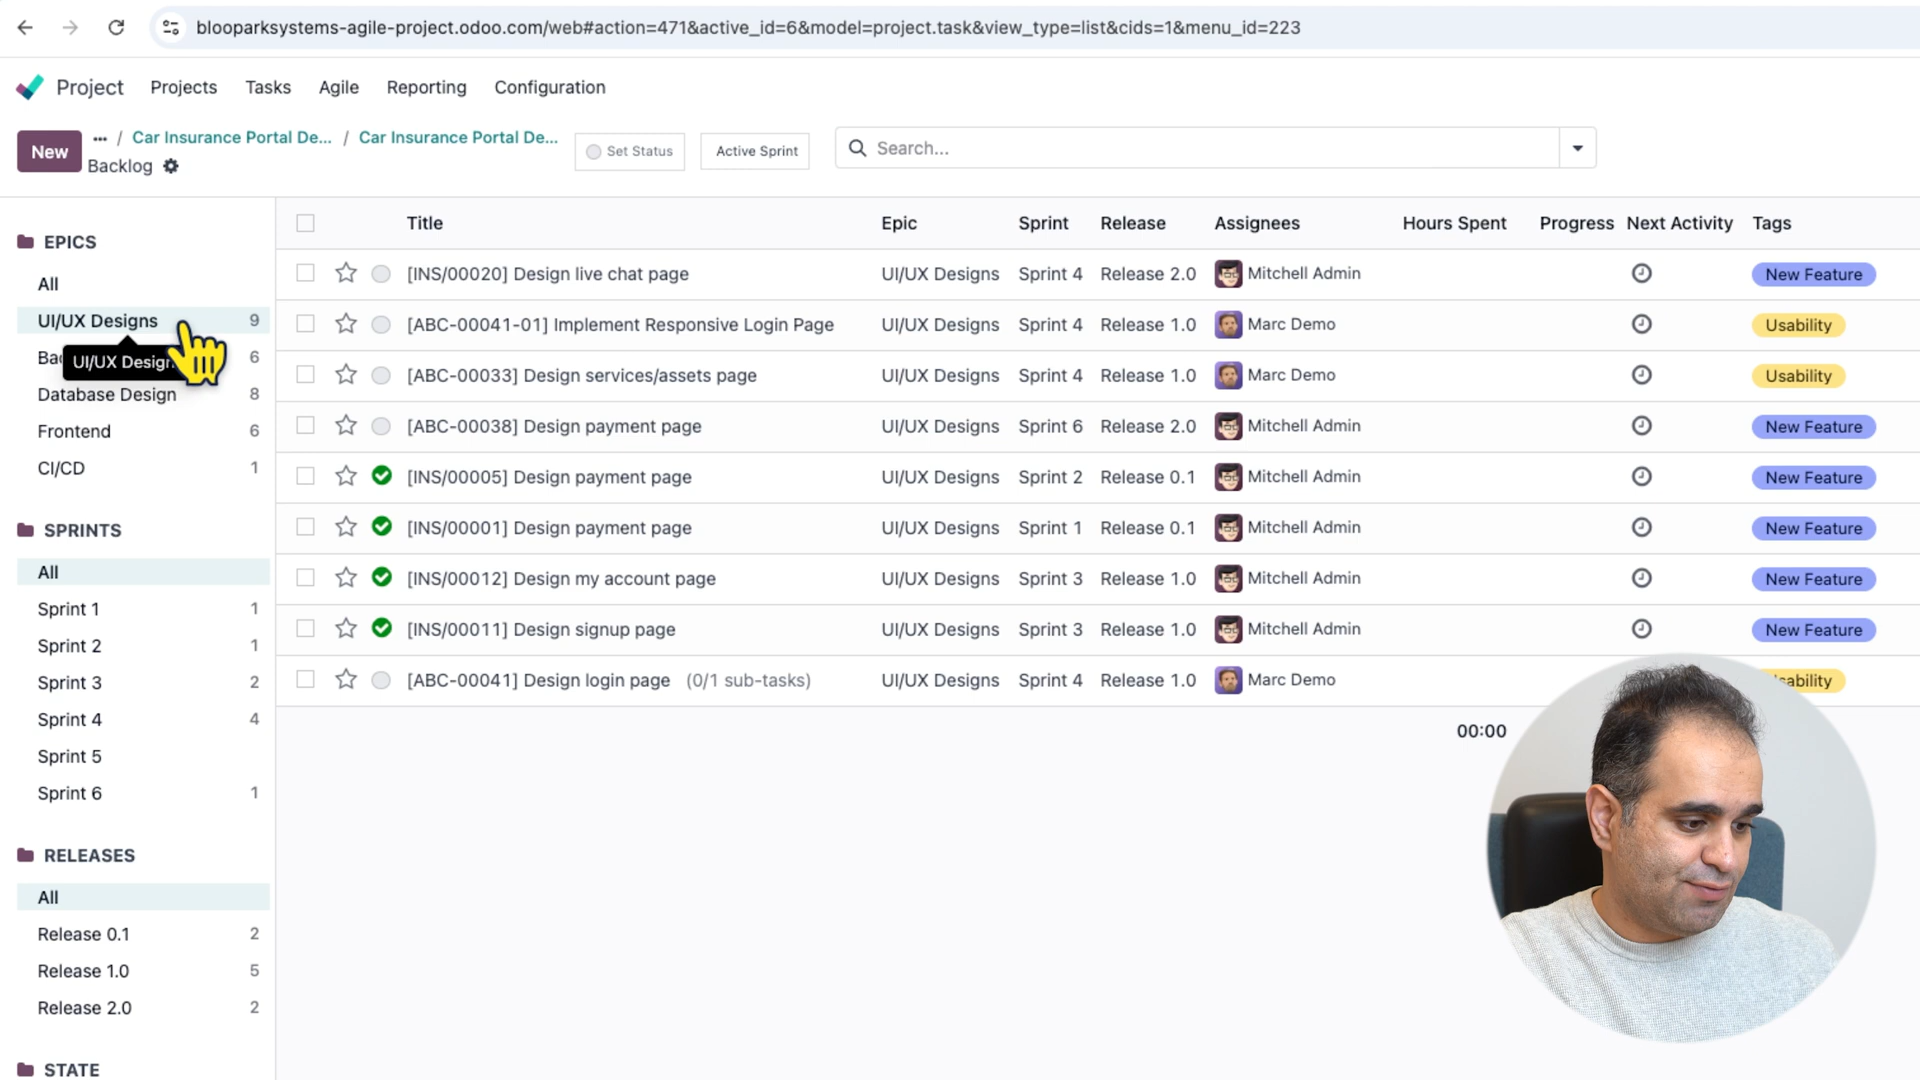 blooparksystems-agile-project.odoo.com/web#action=471&active_id=6&model=project.task&view_type=list&cids=1&menu_id=223
Project Projects Tasks Agile Reporting Configuration
New ... / Car Insurance Portal De... / Car Insurance Portal De...
Backlog
Set Status Active Sprint Search...
EPICS
All
UI/UX Designs 9
UI/UX Design
Ba 6
Database Design 8
Frontend 6
CI/CD 1
SPRINTS
All
Sprint 1 1
Sprint 2 1
Sprint 3 2
Sprint 4 4
Sprint 5
Sprint 6 1
RELEASES
All
Release 0.1 2
Release 1.0 5
Release 2.0 2
STATE
Title Epic Sprint Release Assignees Hours Spent Progress Next Activity Tags
[INS/00020] Design live chat page UI/UX Designs Sprint 4 Release 2.0 Mitchell Admin New Feature
[ABC-00041-01] Implement Responsive Login Page UI/UX Designs Sprint 4 Release 1.0 Marc Demo Usability
[ABC-00033] Design services/assets page UI/UX Designs Sprint 4 Release 1.0 Marc Demo Usability
[ABC-00038] Design payment page UI/UX Designs Sprint 6 Release 2.0 Mitchell Admin New Feature
[INS/00005] Design payment page UI/UX Designs Sprint 2 Release 0.1 Mitchell Admin New Feature
[INS/00001] Design payment page UI/UX Designs Sprint 1 Release 0.1 Mitchell Admin New Feature
[INS/00012] Design my account page UI/UX Designs Sprint 3 Release 1.0 Mitchell Admin New Feature
[INS/00011] Design signup page UI/UX Designs Sprint 3 Release 1.0 Mitchell Admin New Feature
[ABC-00041] Design login page (0/1 sub-tasks) UI/UX Designs Sprint 4 Release 1.0 Marc Demo sability
00:00